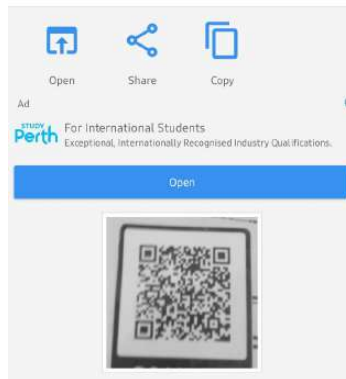 Open
Share
Copy
Ad
STUDY
Perth
For International Students
Exceptional, Internationally Recognised Industry Qualifications.
Open